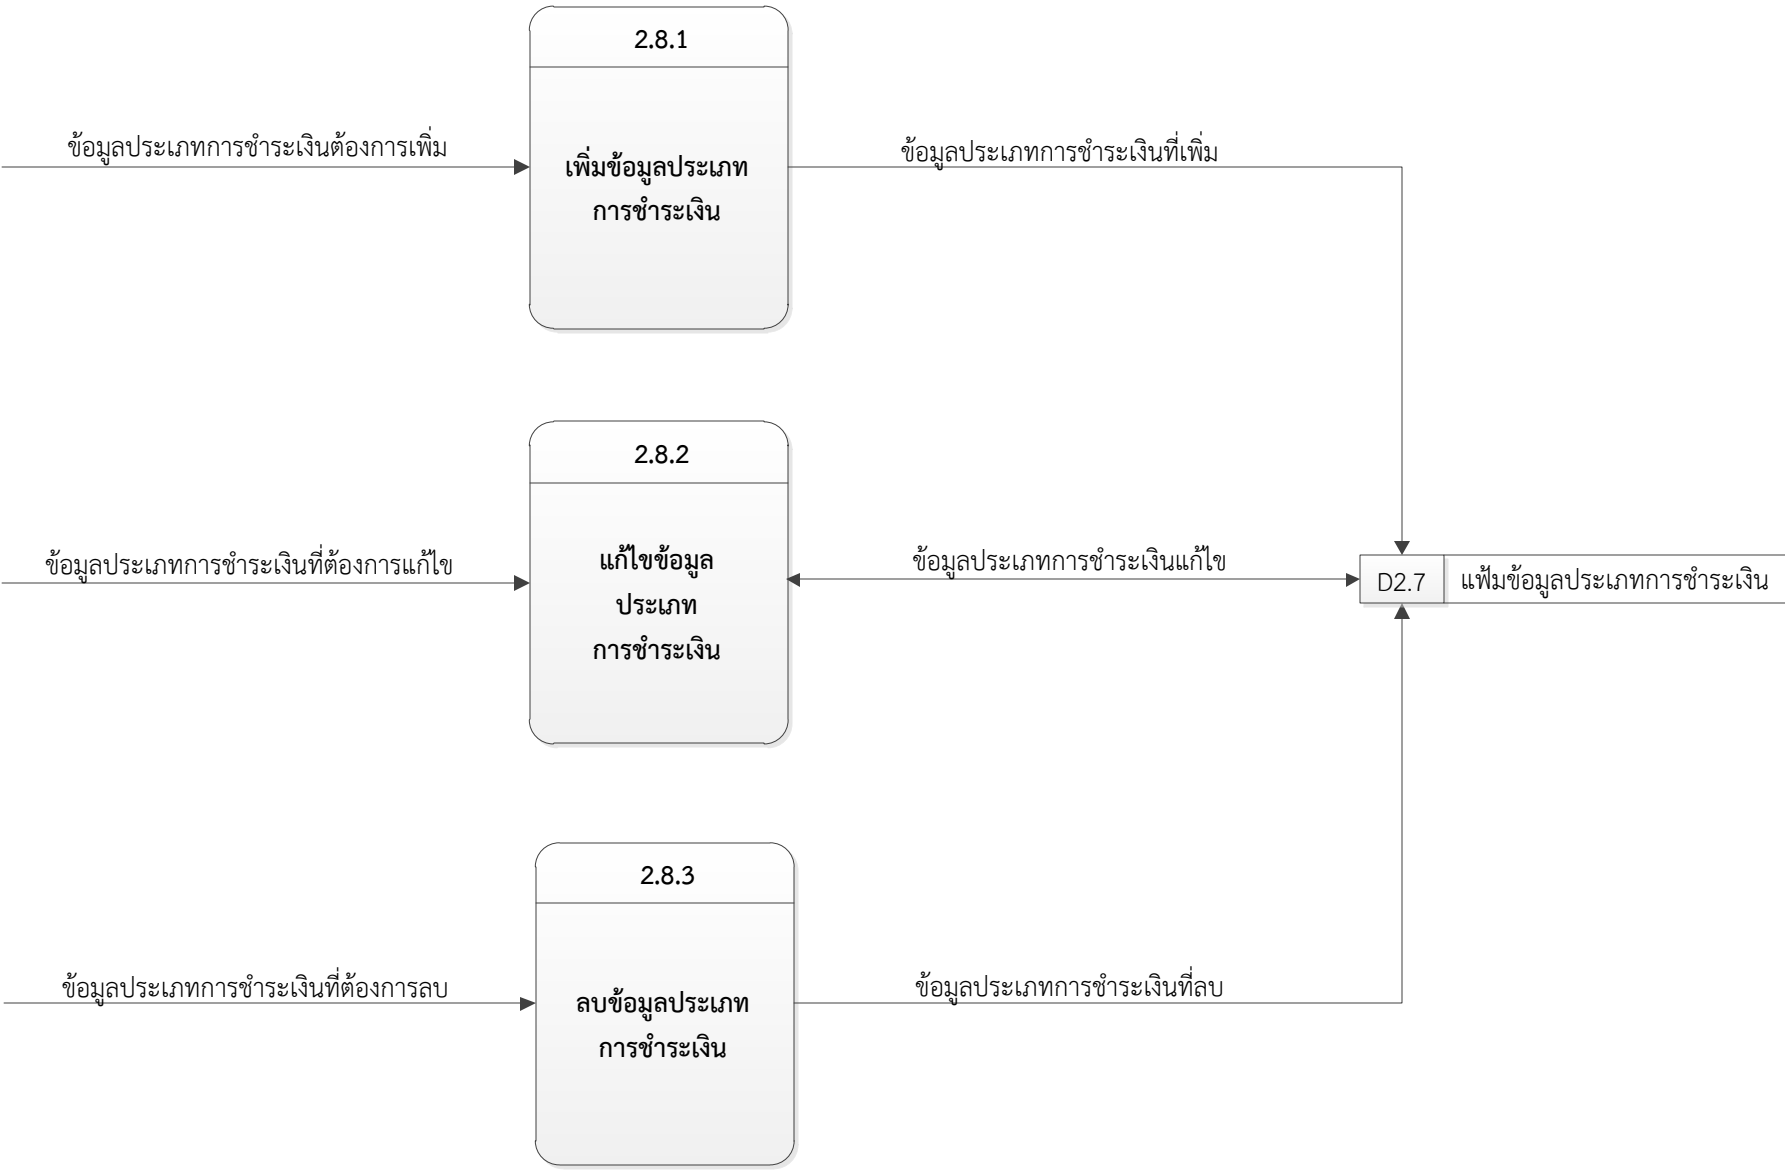 2.8.1
ข้อมูลประเภทการชำระเงินต้องการเพิ่ม
เพิ่มข้อมูลประเภท
การชำระเงิน
ข้อมูลประเภทการชำระเงินที่เพิ่ม
2.8.2
ข้อมูลประเภทการชำระเงินที่ต้องการแก้ไข
แก้ไขข้อมูล
ประเภท
การชำระเงิน
ข้อมูลประเภทการชำระเงินแก้ไข
D2.7 แฟ้มข้อมูลประเภทการชำระเงิน
2.8.3
ข้อมูลประเภทการชำระเงินที่ต้องการลบ
ลบข้อมูลประเภท
การชำระเงิน
ข้อมูลประเภทการชำระเงินที่ลบ